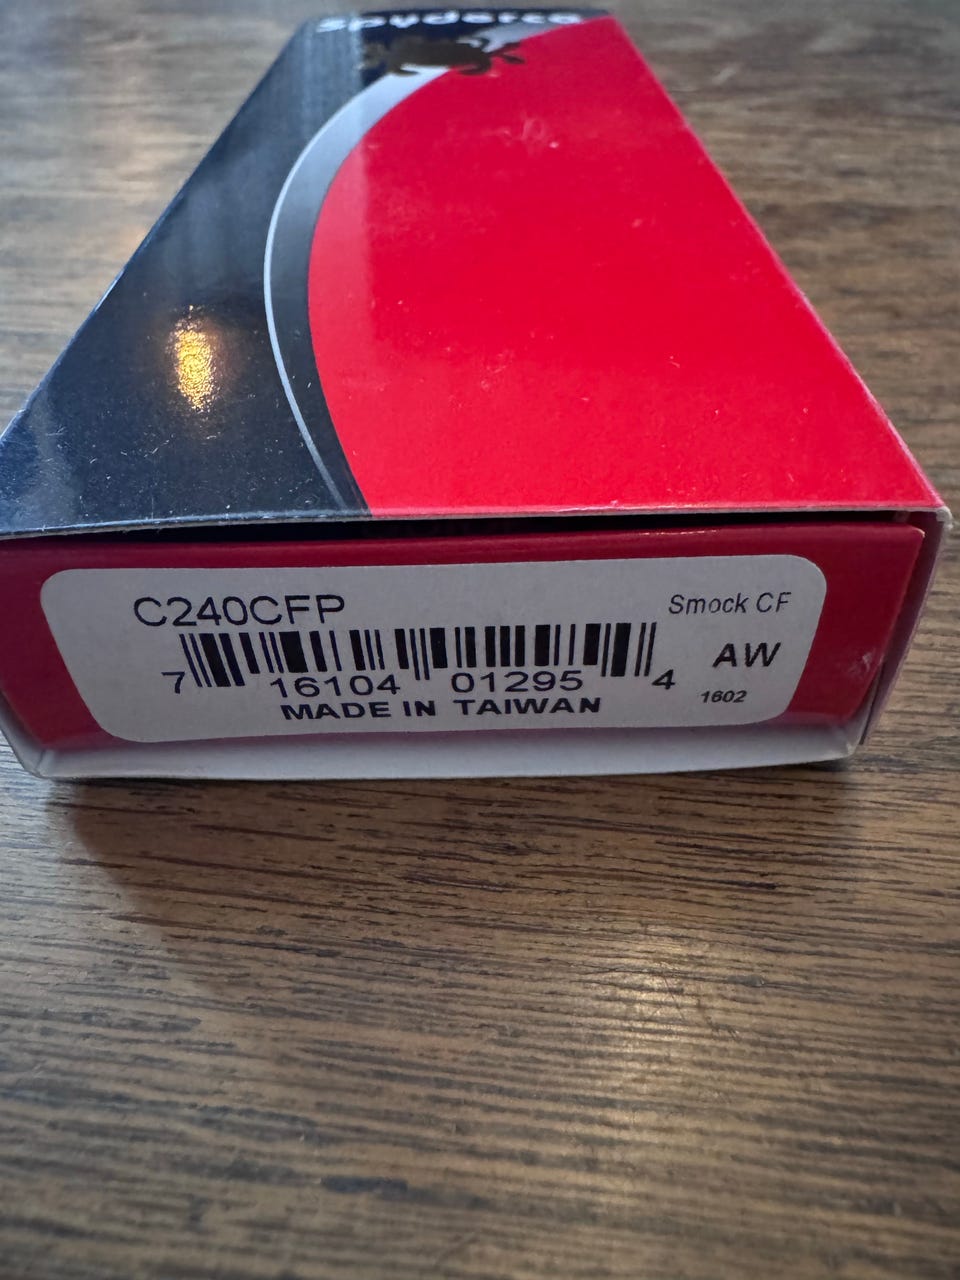 Spyderco
C240CFP
Smock CF
7 16104 01295 4
AW
1602
MADE IN TAIWAN